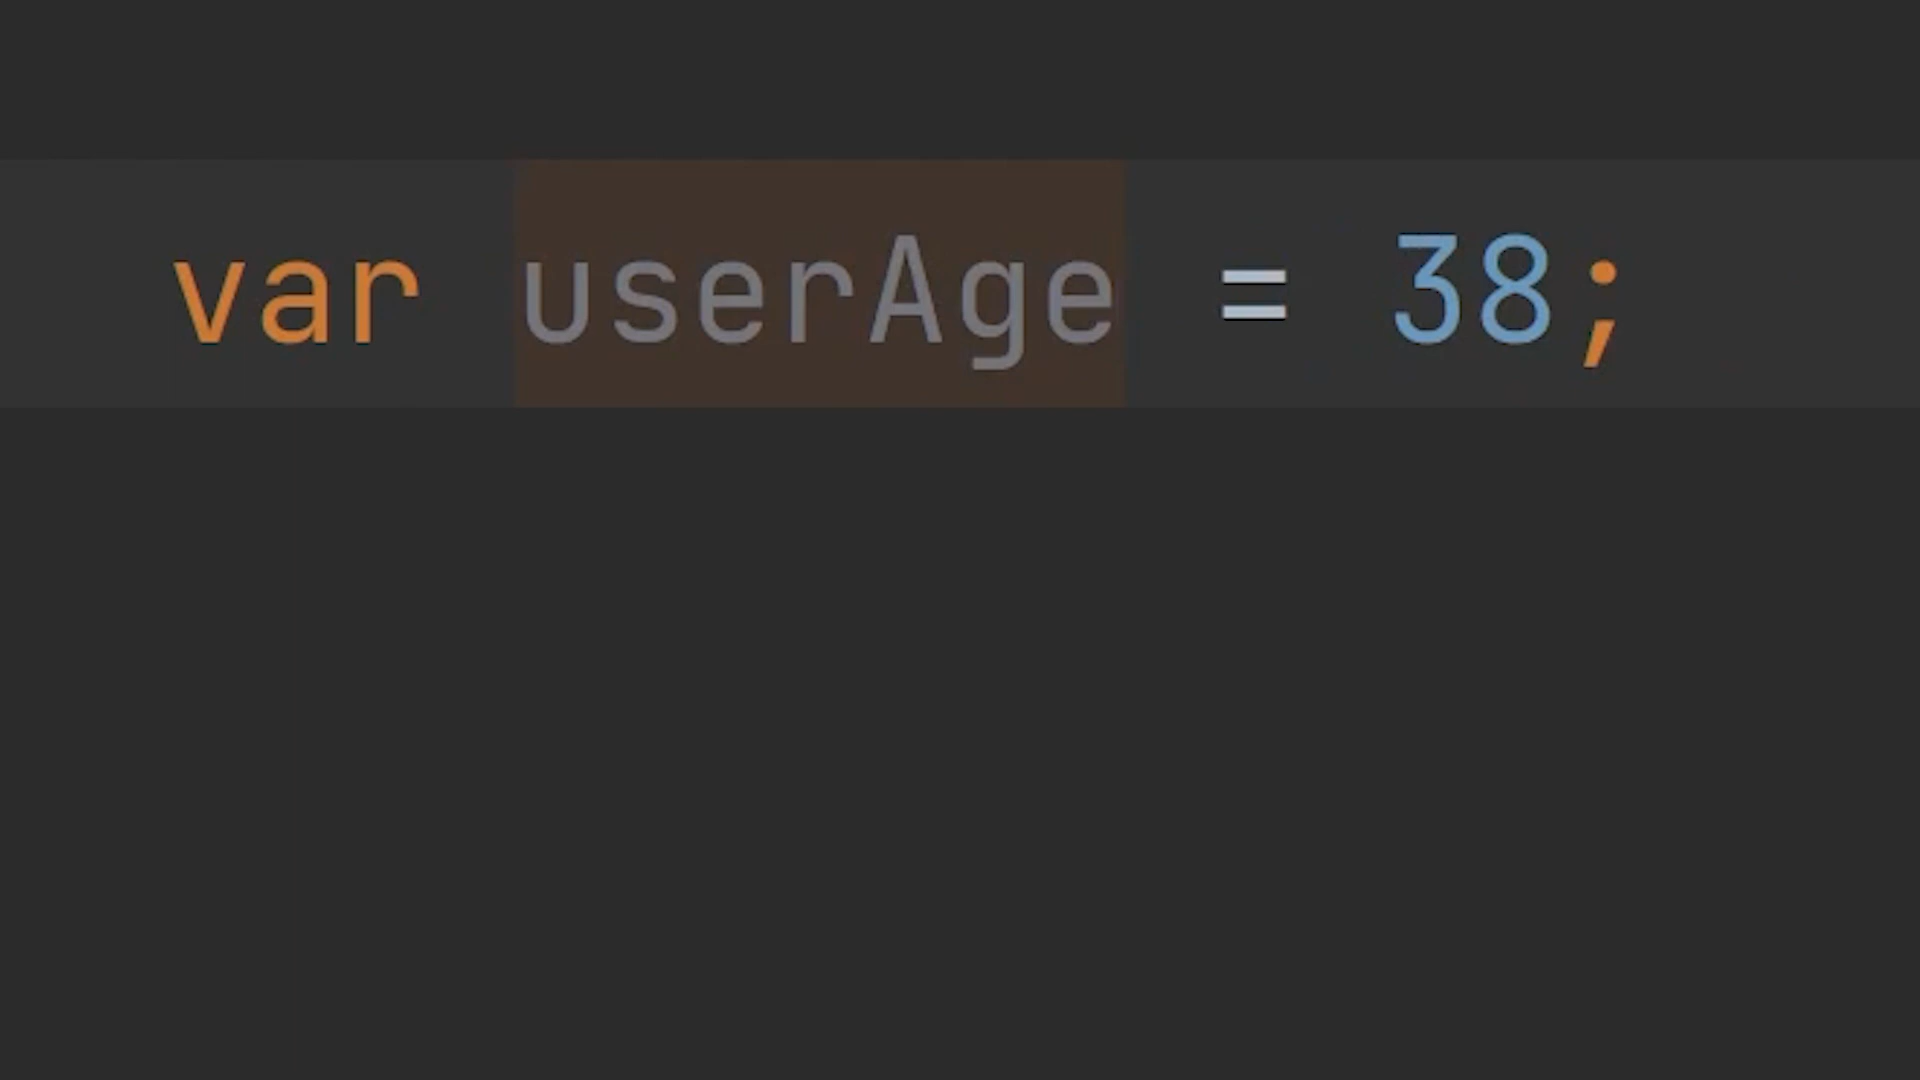 var userAge = 38;